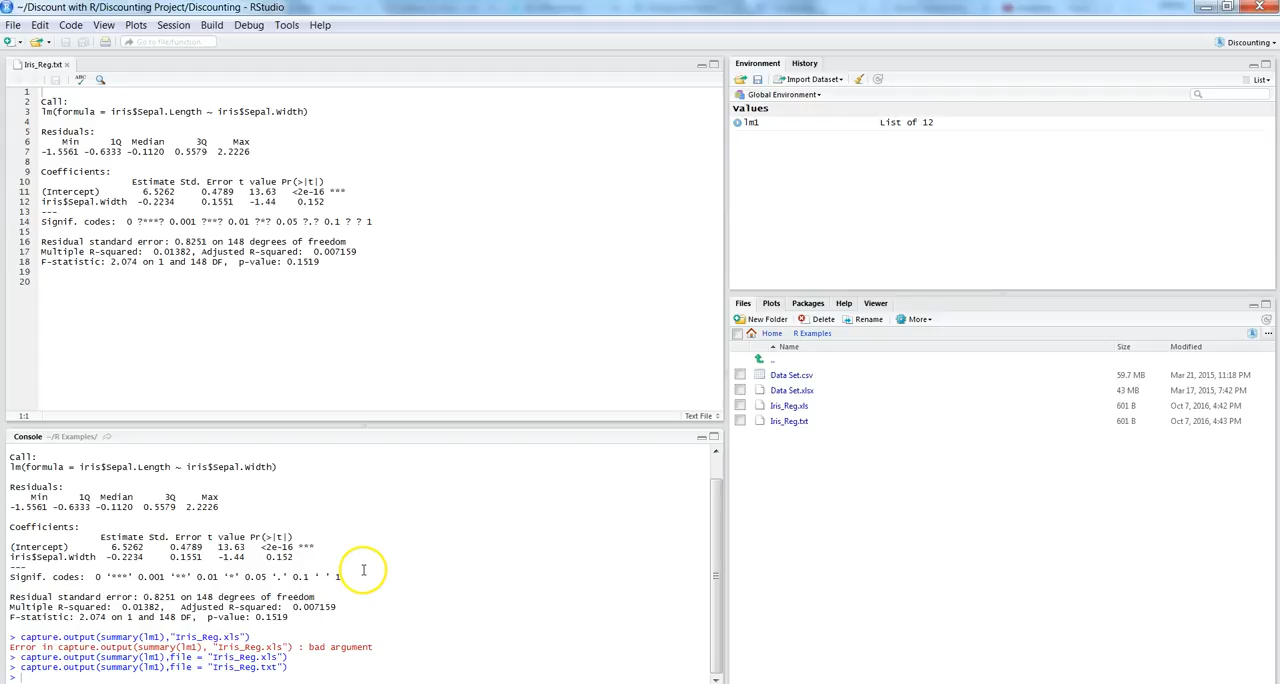 ~/Discount with R/Discounting Project/Discounting - RStudio
File Edit Code View Plots Session Build Debug Tools Help
Go to file/function
Discounting
Iris_Reg.txt
ABC
1
2 Call:
3 lm(formula = iris$Sepal.Length ~ iris$Sepal.Width)
4
5 Residuals:
6 Min 1Q Median 3Q Max
7 -1.5561 -0.6333 -0.1120 0.5579 2.2226
8
9 Coefficients:
10 Estimate Std. Error t value Pr(>|t|)
11 (Intercept) 6.5262 0.4789 13.63 <2e-16 ***
12 iris$Sepal.Width -0.2234 0.1551 -1.44 0.152
13 ---
14 Signif. codes: 0 ?***? 0.001 ?**? 0.01 ?*? 0.05 ?.? 0.1 ? ? 1
15
16 Residual standard error: 0.8251 on 148 degrees of freedom
17 Multiple R-squared: 0.01382, Adjusted R-squared: 0.007159
18 F-statistic: 2.074 on 1 and 148 DF, p-value: 0.1519
19
20
1:1 Text File
Console ~/R Examples/
Call:
lm(formula = iris$Sepal.Length ~ iris$Sepal.Width)
Residuals:
Min 1Q Median 3Q Max
-1.5561 -0.6333 -0.1120 0.5579 2.2226
Coefficients:
Estimate Std. Error t value Pr(>|t|)
(Intercept) 6.5262 0.4789 13.63 <2e-16 ***
iris$Sepal.Width -0.2234 0.1551 -1.44 0.152
---
Signif. codes: 0 ‘***’ 0.001 ‘**’ 0.01 ‘*’ 0.05 ‘.’ 0.1 ‘ ’ 1
Residual standard error: 0.8251 on 148 degrees of freedom
Multiple R-squared: 0.01382, Adjusted R-squared: 0.007159
F-statistic: 2.074 on 1 and 148 DF, p-value: 0.1519
> capture.output(summary(lm1),"Iris_Reg.xls")
Error in capture.output(summary(lm1), "Iris_Reg.xls") : bad argument
> capture.output(summary(lm1),file = "Iris_Reg.xls")
> capture.output(summary(lm1),file = "Iris_Reg.txt")
>
Environment History
Import Dataset List
Global Environment
Values
lm1 List of 12
Files Plots Packages Help Viewer
New Folder Delete Rename More
Home R Examples
Name Size Modified
..
Data Set.csv 59.7 MB Mar 21, 2015, 11:18 PM
Data Set.xlsx 43 MB Mar 17, 2015, 7:42 PM
Iris_Reg.xls 601 B Oct 7, 2016, 4:42 PM
Iris_Reg.txt 601 B Oct 7, 2016, 4:43 PM